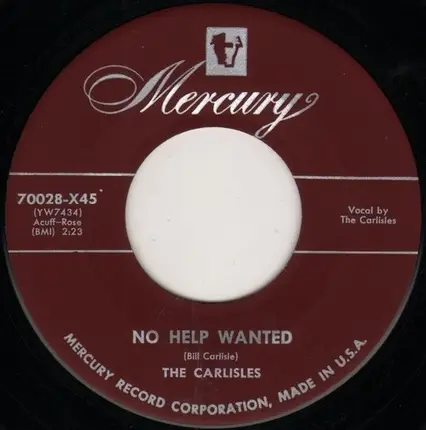 Mercury
70028-X45
(YW7434)
Acuff-Rose
(BMI) 2:23
Vocal by
The Carlisles
NO HELP WANTED
(Bill Carlisle)
THE CARLISLES
MERCURY RECORD CORPORATION, MADE IN U.S.A.